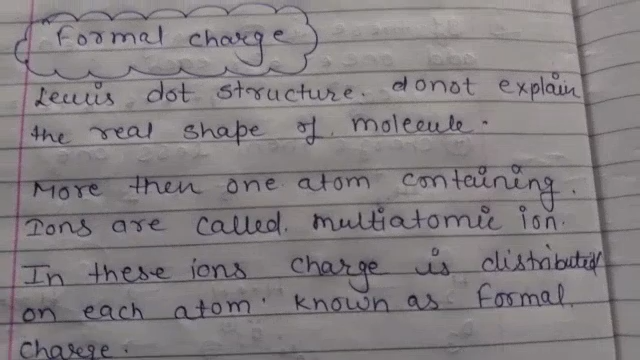 Formal charge
Lewis dot structure. donot explain
the real shape of molecule.
More then one atom containing.
Ions are called. multiatomic ion.
In these ions charge is distributed
on each atom. known as Formal.
charge.